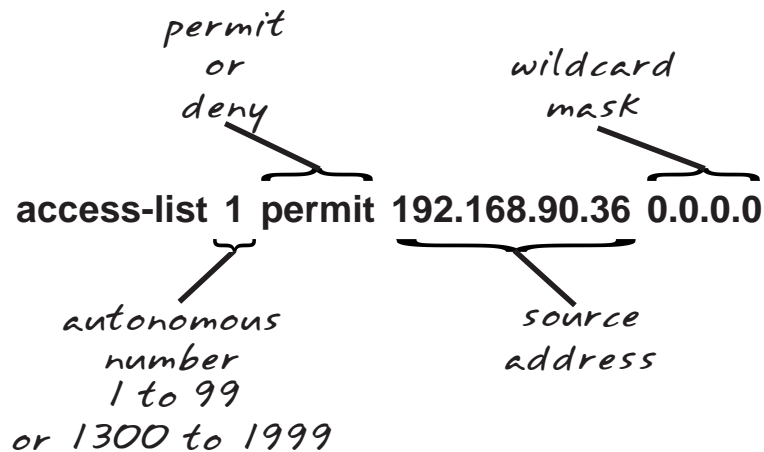 permit
or
deny
wildcard
mask
access-list 1 permit 192.168.90.36 0.0.0.0
autonomous
number
1 to 99
or 1300 to 1999
source
address